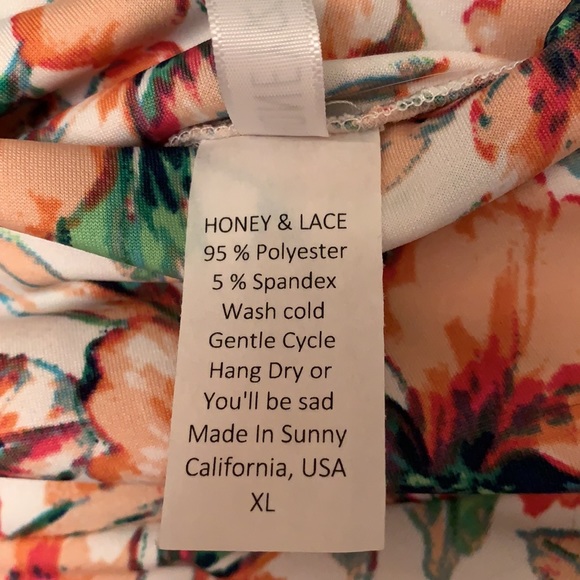 HONEY & LACE
95 % Polyester
5 % Spandex
Wash cold
Gentle Cycle
Hang Dry or
You'll be sad
Made In Sunny
California, USA
XL